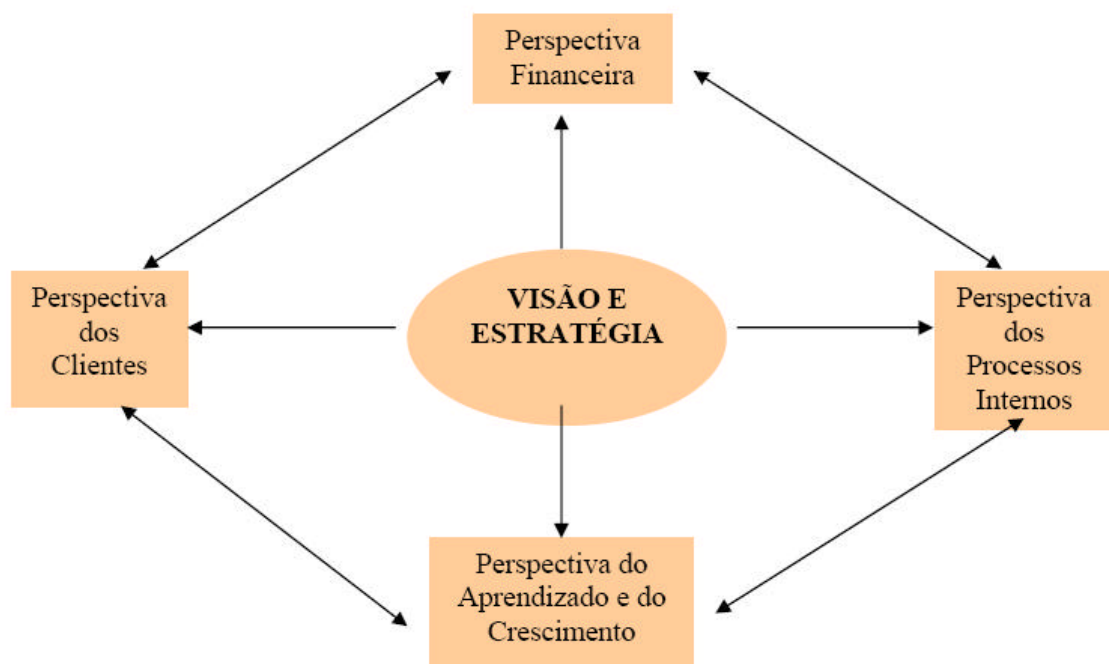 Perspectiva
Financeira
Perspectiva
dos
Clientes
VISÃO E
ESTRATÉGIA
Perspectiva
dos
Processos
Internos
Perspectiva do
Aprendizado e do
Crescimento